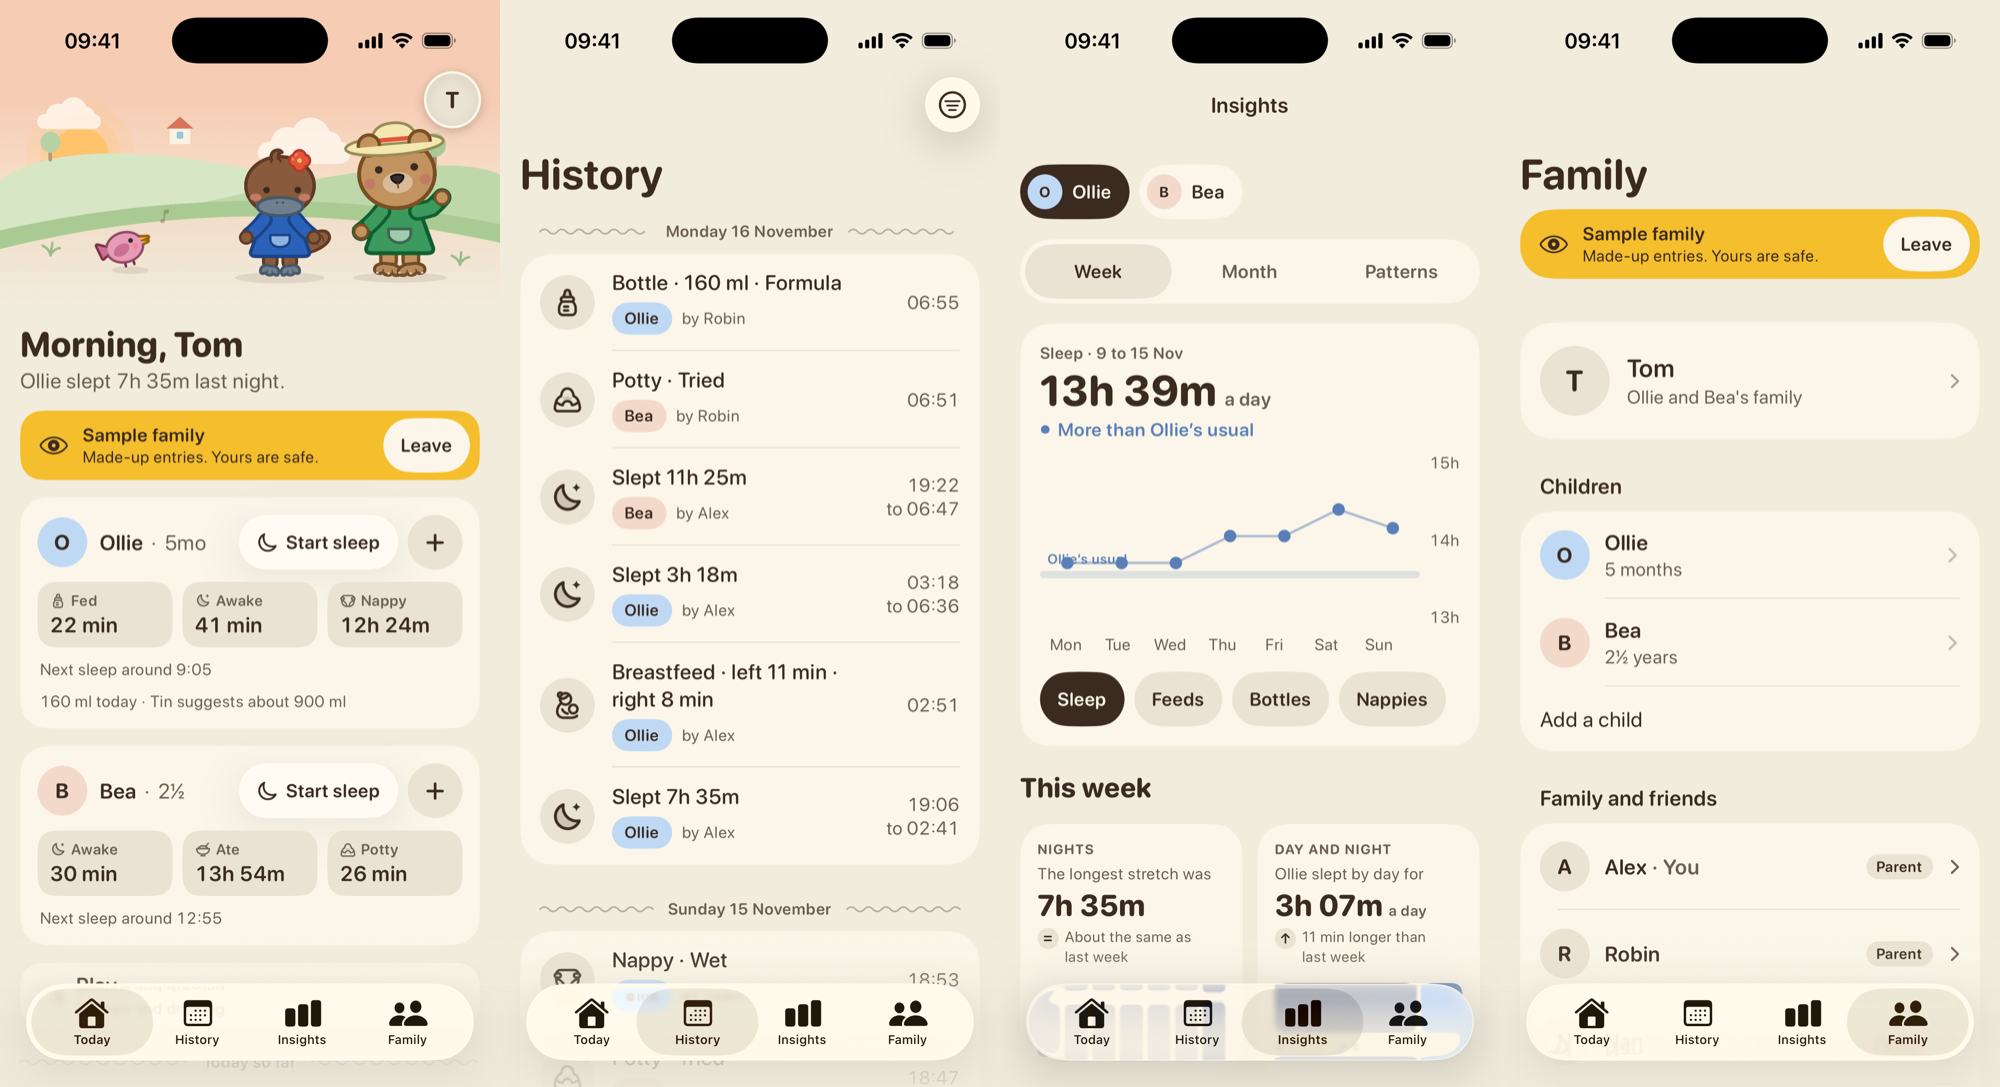 09:41
T
Morning, Tom
Ollie slept 7h 35m last night.
Sample family
Made-up entries. Yours are safe.
Leave
O
Ollie · 5mo
Start sleep
Fed
22 min
Awake
41 min
Nappy
12h 24m
Next sleep around 9:05
160 ml today · Tin suggests about 900 ml
B
Bea · 2½
Start sleep
Awake
30 min
Ate
13h 54m
Potty
26 min
Next sleep around 12:55
Play
Today so far
Today
History
Insights
Family
09:41
History
Monday 16 November
Bottle · 160 ml · Formula
Ollie
by Robin
06:55
Potty · Tried
Bea
by Robin
06:51
Slept 11h 25m
Bea
by Alex
19:22
to 06:47
Slept 3h 18m
Ollie
by Alex
03:18
to 06:36
Breastfeed · left 11 min ·
right 8 min
Ollie
by Alex
02:51
Slept 7h 35m
Ollie
by Alex
19:06
to 02:41
Sunday 15 November
Nappy · Wet
18:53
Potty · Tried
18:47
Today
History
Insights
Family
09:41
Insights
O
Ollie
B
Bea
Week
Month
Patterns
Sleep · 9 to 15 Nov
13h 39m a day
More than Ollie's usual
15h
14h
13h
Ollie's usual
Mon
Tue
Wed
Thu
Fri
Sat
Sun
Sleep
Feeds
Bottles
Nappies
This week
NIGHTS
The longest stretch was
7h 35m
= About the same as
last week
DAY AND NIGHT
Ollie slept by day for
3h 07m a day
11 min longer than
last week
Today
History
Insights
Family
09:41
Family
Sample family
Made-up entries. Yours are safe.
Leave
T
Tom
Ollie and Bea's family
Children
O
Ollie
5 months
B
Bea
2½ years
Add a child
Family and friends
A
Alex · You
Parent
R
Robin
Parent
Today
History
Insights
Family